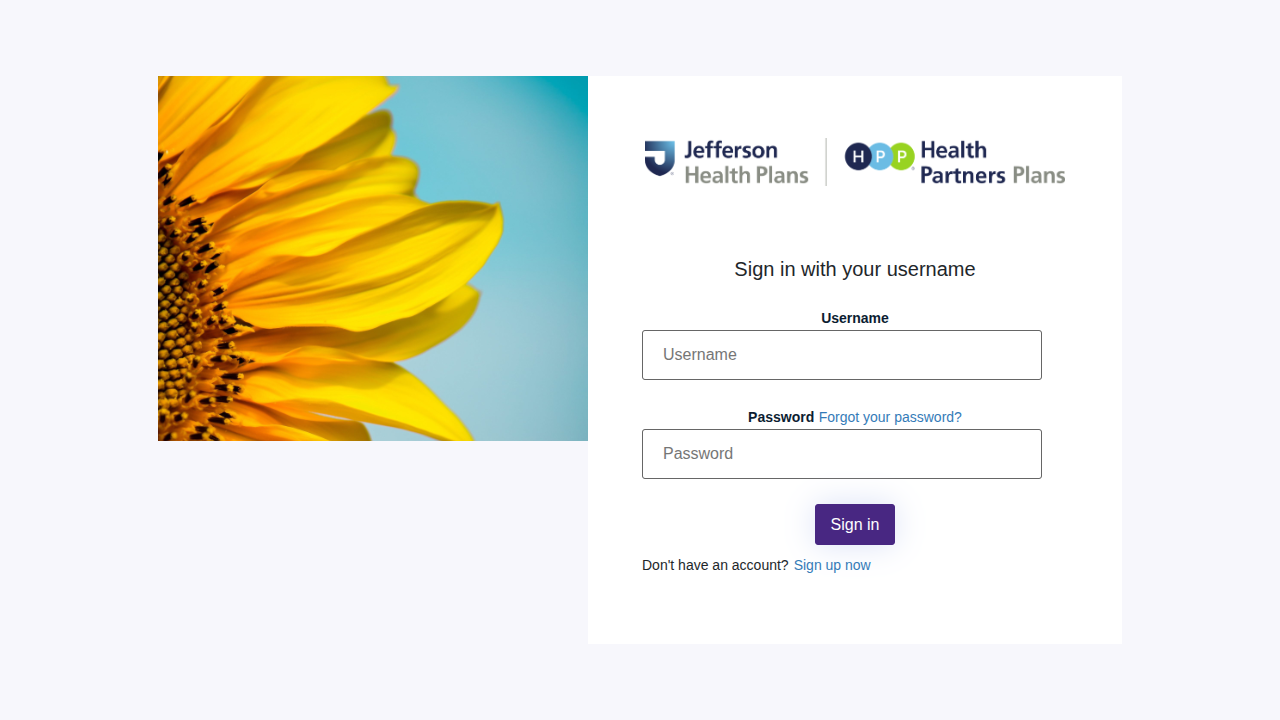 Jefferson
Health Plans
HPP Health
Partners Plans
Sign in with your username
Username
Username
Password Forgot your password?
Password
Sign in
Don't have an account? Sign up now